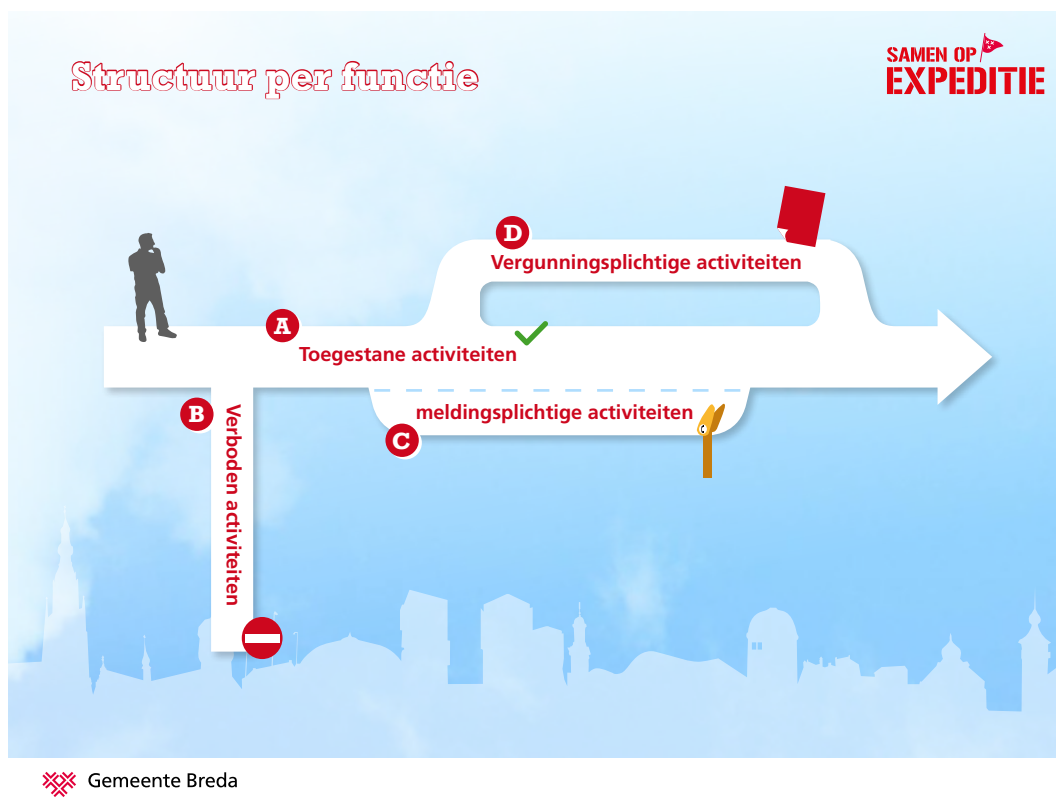 Structuur per functie
SAMEN OP
EXPEDITIE
D
Vergunningsplichtige activiteiten
A
Toegestane activiteiten
B
Verboden activiteiten
meldingsplichtige activiteiten
C
Gemeente Breda